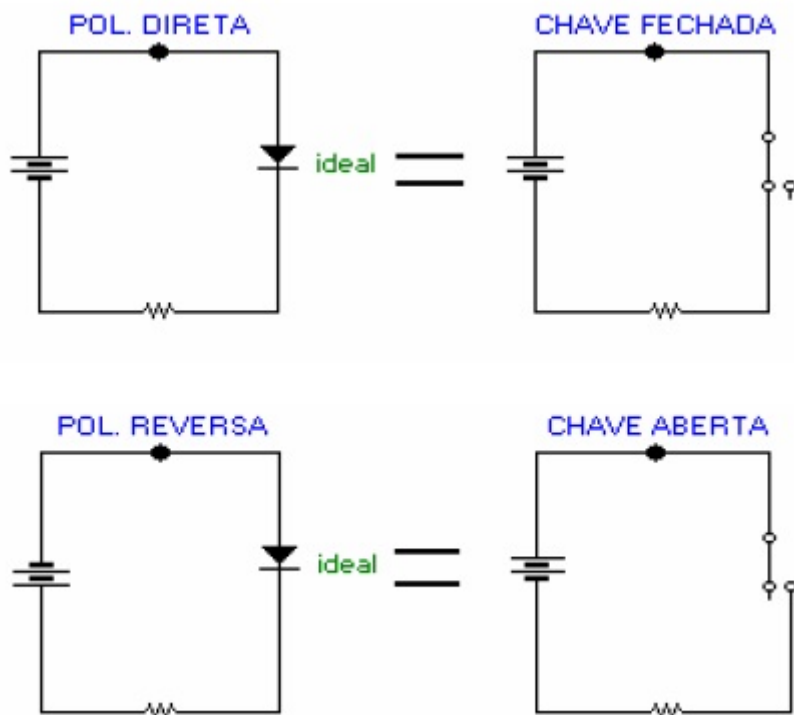 POL. DIRETA
CHAVE FECHADA
ideal
POL. REVERSA
CHAVE ABERTA
ideal